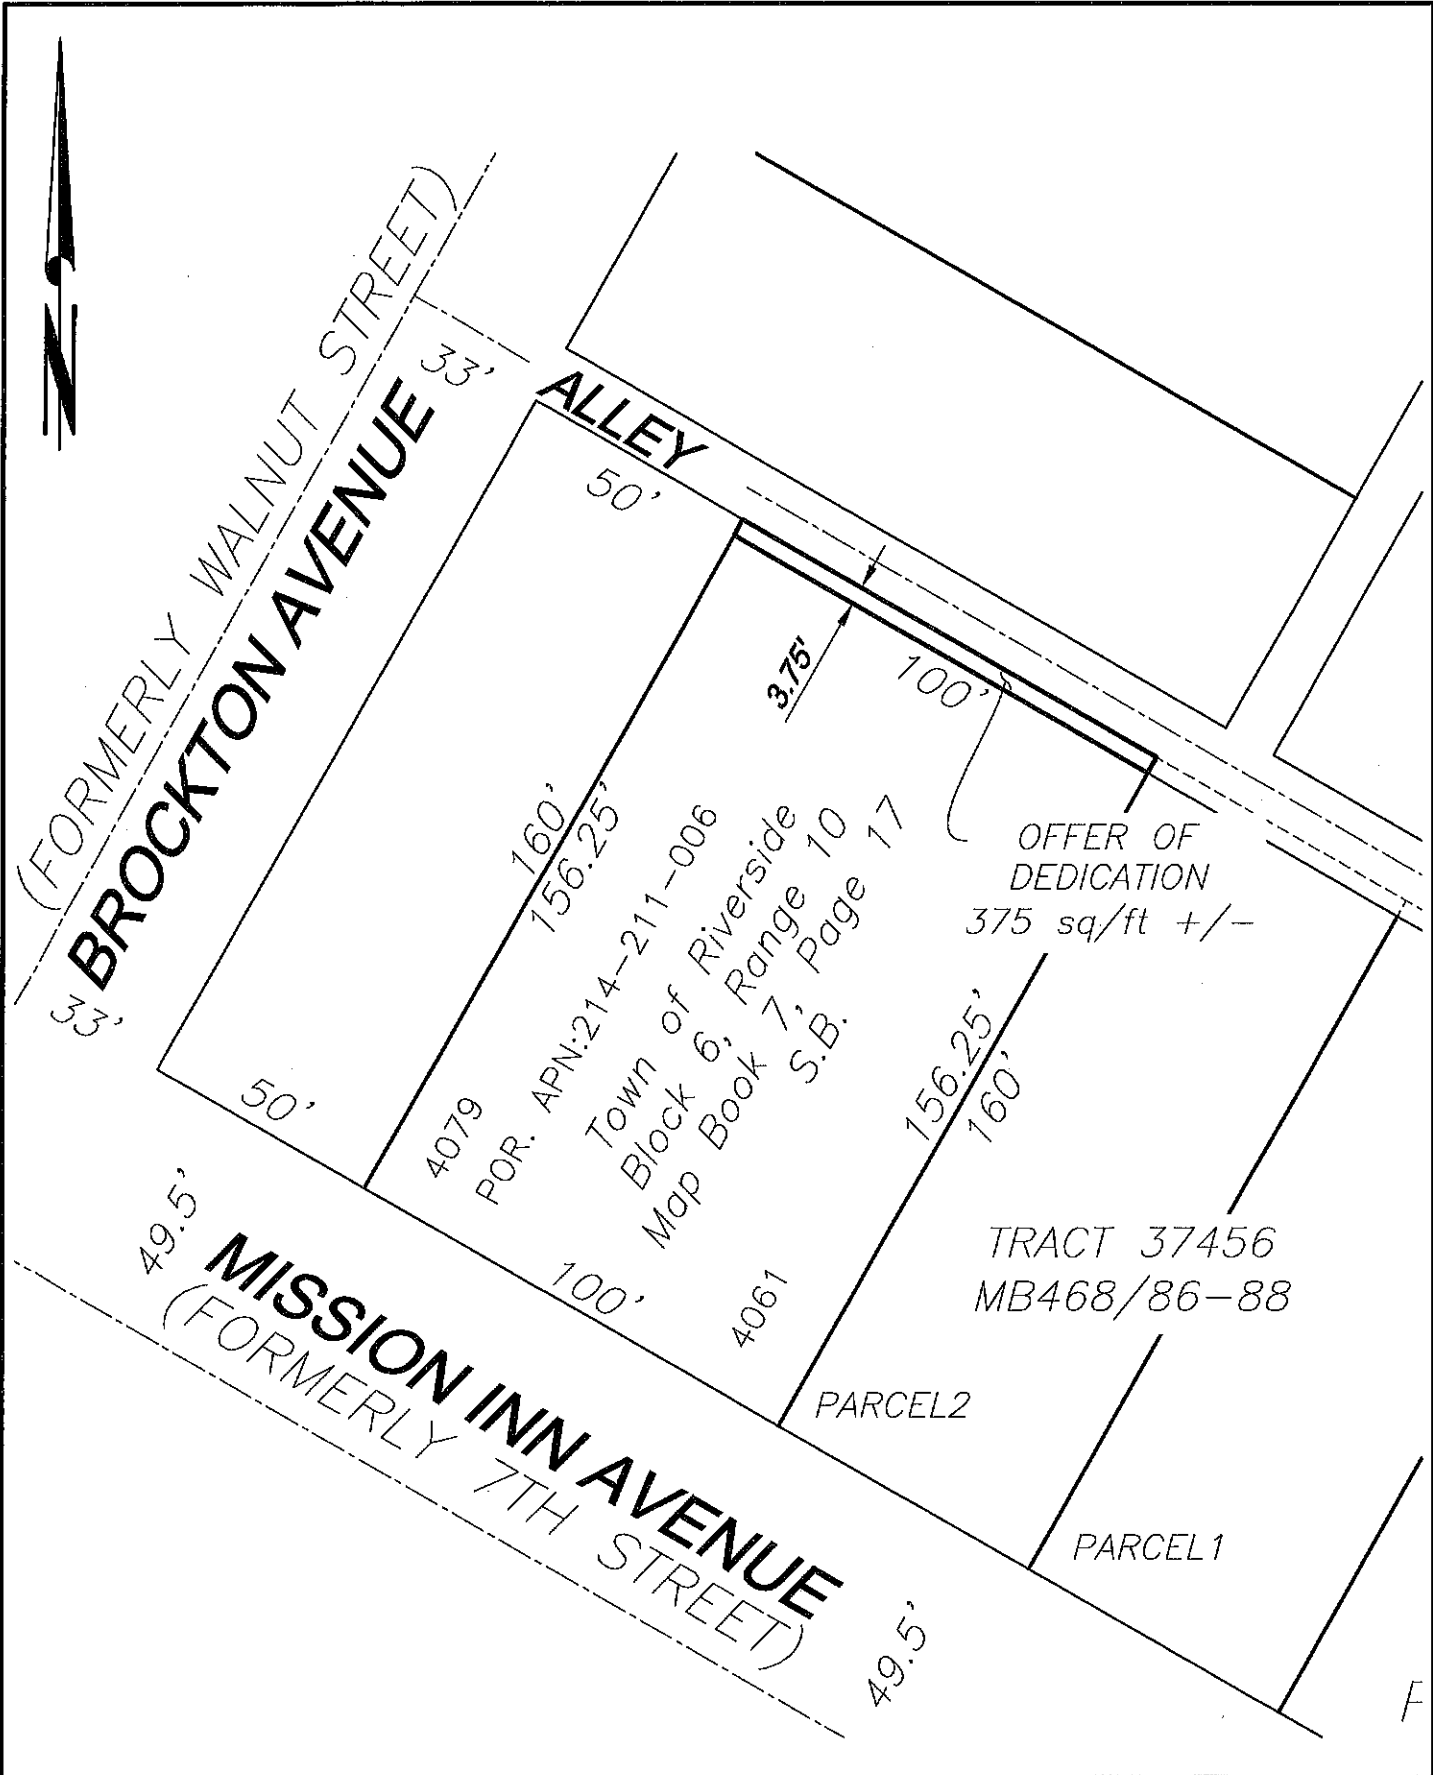 N
(FORMERLY WALNUT STREET)
BROCKTON AVENUE
33'
ALLEY
50'
3.75'
100'
160'
156.25'
OFFER OF
DEDICATION
375 sq/ft +/-
4079
POR. APN:214-211-006
Town of Riverside
Block 6, Range 10
Map Book 7, Page 17
S.B.
156.25'
160'
33'
50'
49.5'
100'
4061
MISSION INN AVENUE
(FORMERLY 7TH STREET)
TRACT 37456
MB468/86-88
PARCEL2
PARCEL1
49.5'